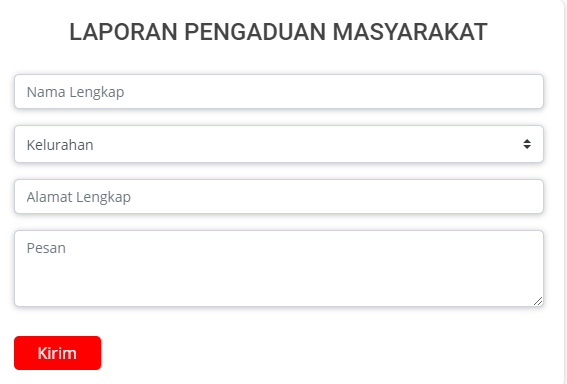 LAPORAN PENGADUAN MASYARAKAT
Nama Lengkap
Kelurahan
Alamat Lengkap
Pesan
Kirim